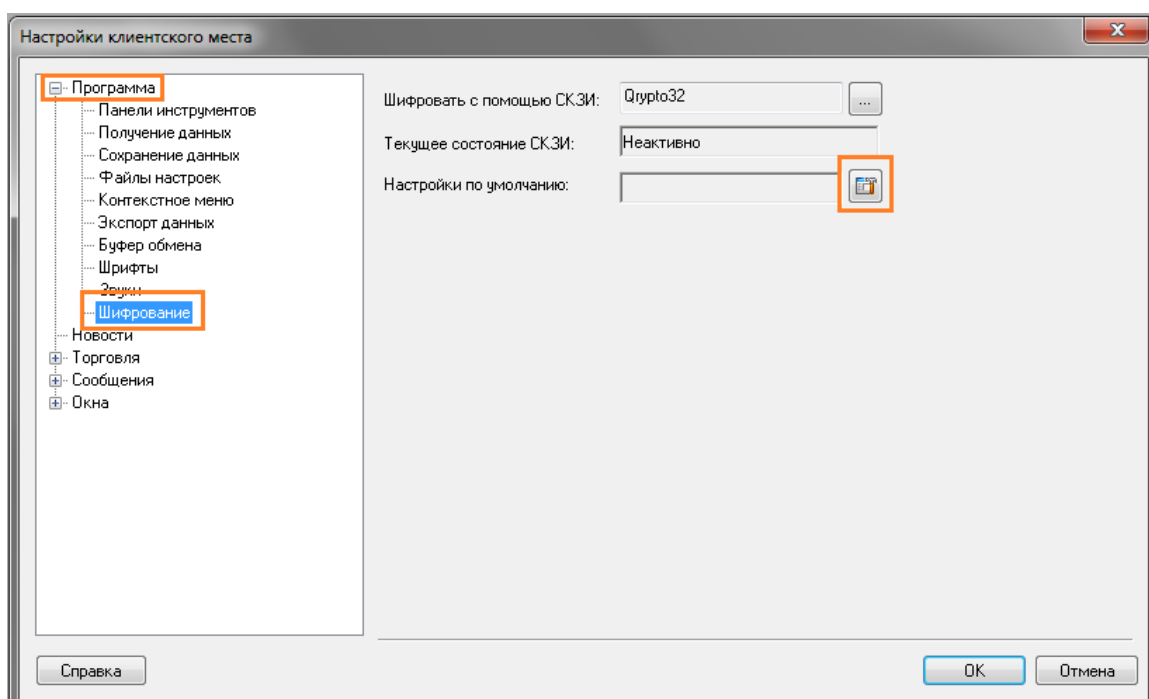 Настройки клиентского места
Программа
Панели инструментов
Получение данных
Сохранение данных
Файлы настроек
Контекстное меню
Экспорт данных
Буфер обмена
Шрифты
Звуки
Шифрование
Новости
Торговля
Сообщения
Окна
Шифровать с помощью СКЗИ: Qrypto32 ...
Текущее состояние СКЗИ: Неактивно
Настройки по умолчанию:
Справка OK Отмена